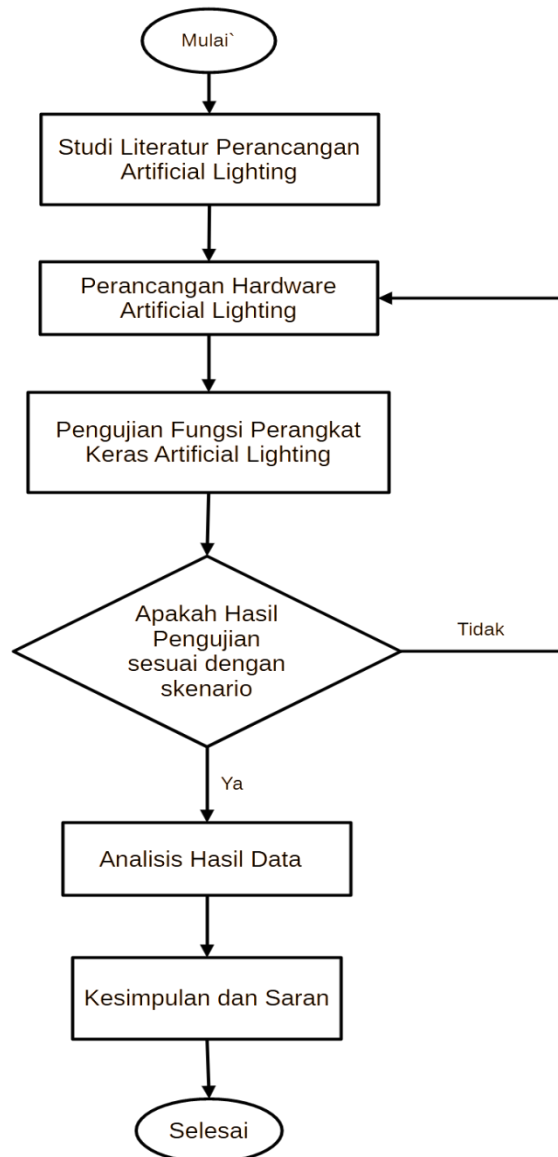 Mulai`
Studi Literatur Perancangan
Artificial Lighting
Perancangan Hardware
Artificial Lighting
Pengujian Fungsi Perangkat
Keras Artificial Lighting
Apakah Hasil
Pengujian
sesuai dengan
skenario
Tidak
Ya
Analisis Hasil Data
Kesimpulan dan Saran
Selesai